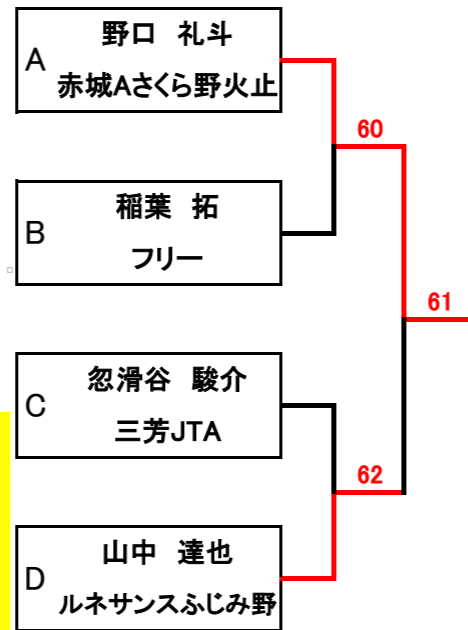 A
野口 礼斗
赤城Aさくら野火止
60
B
稲葉 拓
フリー
61
C
忽滑谷 駿介
三芳JTA
62
D
山中 達也
ルネサンスふじみ野